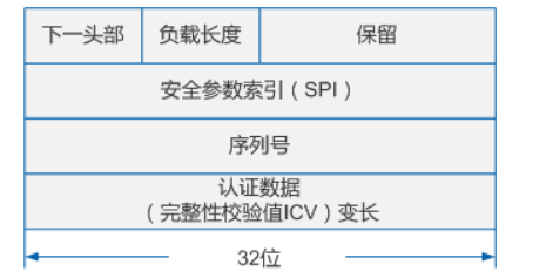 下一头部 负载长度 保留
安全参数索引（SPI）
序列号
认证数据
（完整性校验值ICV）变长
32位